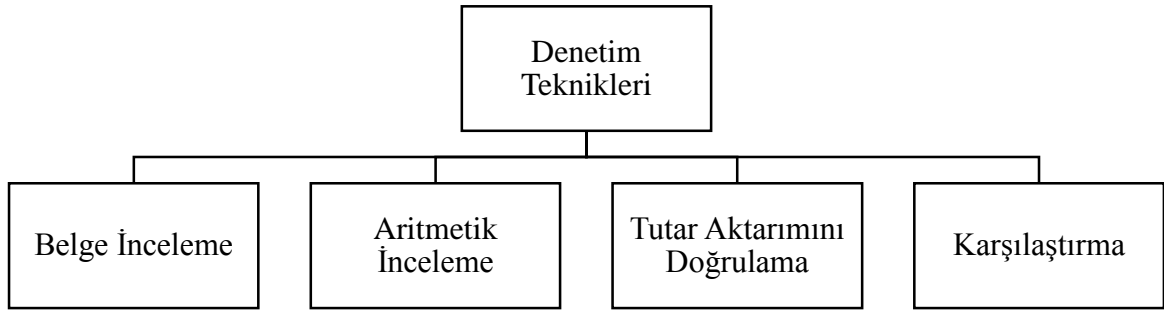 Denetim
Teknikleri
Belge İnceleme
Aritmetik
İnceleme
Tutar Aktarımını
Doğrulama
Karşılaştırma